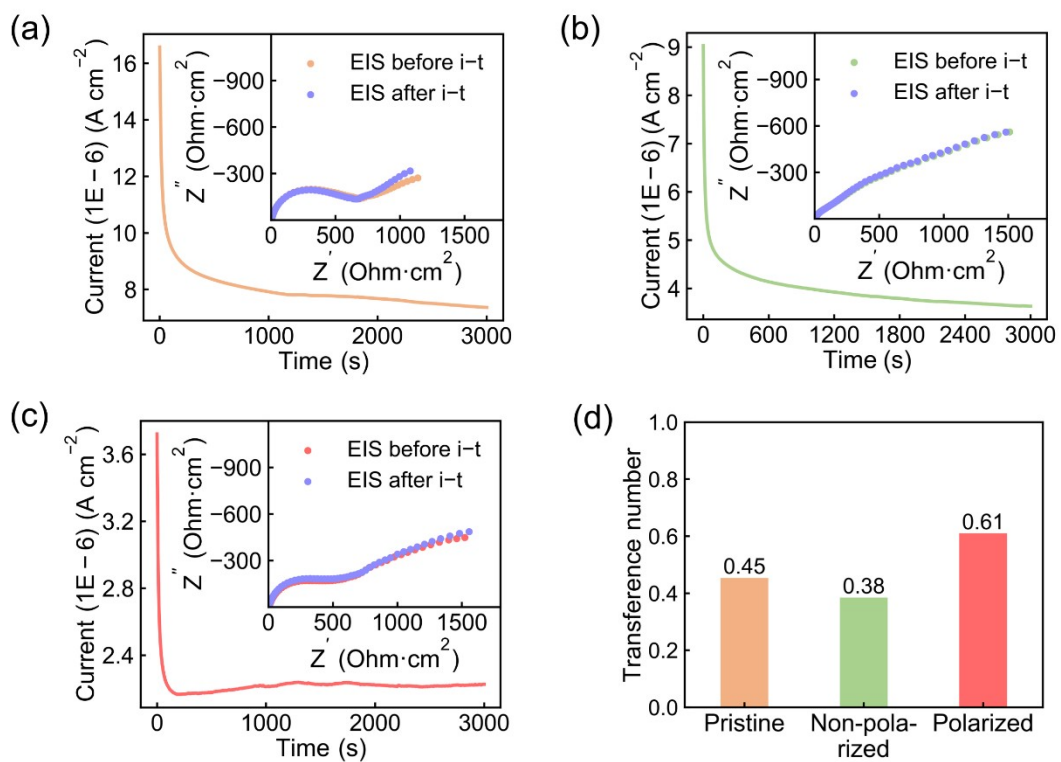 (a)
Current (1E − 6) (A cm⁻²)
16
14
12
10
8
0
1000
2000
3000
Time (s)
Z″ (Ohm·cm²)
-900
-600
-300
EIS before i−t
EIS after i−t
0
500
1000
1500
Z′ (Ohm·cm²)
(b)
Current (1E − 6) (A cm⁻²)
9
8
7
6
5
4
0
600
1200
1800
2400
3000
Time (s)
Z″ (Ohm·cm²)
-900
-600
-300
EIS before i−t
EIS after i−t
0
500
1000
1500
Z′ (Ohm·cm²)
(c)
Current (1E − 6) (A cm⁻²)
3.6
3.2
2.8
2.4
0
1000
2000
3000
Time (s)
Z″ (Ohm·cm²)
-900
-600
-300
EIS before i−t
EIS after i−t
0
500
1000
1500
Z′ (Ohm·cm²)
(d)
Transference number
1.0
0.8
0.6
0.4
0.2
0.0
0.45
0.38
0.61
Pristine
Non-pola-
rized
Polarized